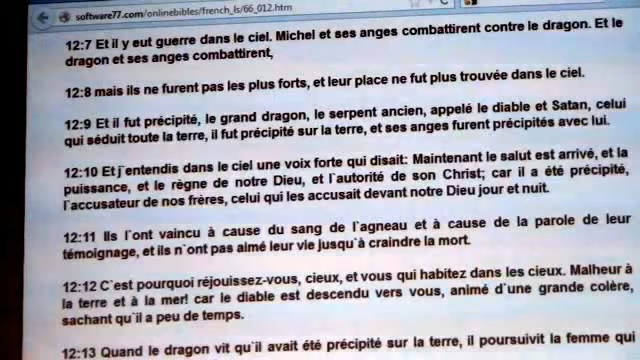 software77.com/onlinebibles/french_ls/66_012.htm
12:7 Et il y eut guerre dans le ciel. Michel et ses anges combattirent contre le dragon. Et le
dragon et ses anges combattirent,
12:8 mais ils ne furent pas les plus forts, et leur place ne fut plus trouvée dans le ciel.
12:9 Et il fut précipité, le grand dragon, le serpent ancien, appelé le diable et Satan, celui
qui séduit toute la terre, il fut précipité sur la terre, et ses anges furent précipités avec lui.
12:10 Et j`entendis dans le ciel une voix forte qui disait: Maintenant le salut est arrivé, et la
puissance, et le règne de notre Dieu, et l`autorité de son Christ; car il a été précipité,
l`accusateur de nos frères, celui qui les accusait devant notre Dieu jour et nuit.
12:11 Ils l`ont vaincu à cause du sang de l`agneau et à cause de la parole de leur
témoignage, et ils n`ont pas aimé leur vie jusqu`à craindre la mort.
12:12 C`est pourquoi réjouissez-vous, cieux, et vous qui habitez dans les cieux. Malheur à
la terre et à la mer! car le diable est descendu vers vous, animé d`une grande colère,
sachant qu`il a peu de temps.
12:13 Quand le dragon vit qu`il avait été précipité sur la terre, il poursuivit la femme qui